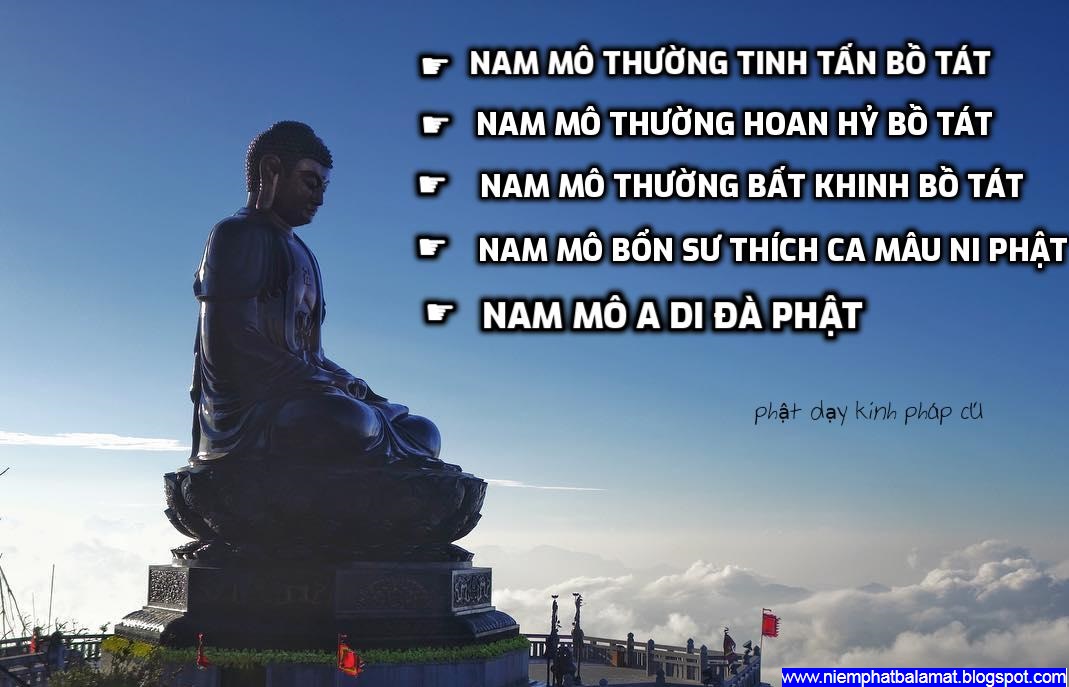 ☛ NAM MÔ THƯỜNG TINH TẤN BỒ TÁT
☛ NAM MÔ THƯỜNG HOAN HỶ BỒ TÁT
☛ NAM MÔ THƯỜNG BẤT KHINH BỒ TÁT
☛ NAM MÔ BỔN SƯ THÍCH CA MÂU NI PHẬT
☛ NAM MÔ A DI ĐÀ PHẬT
phật dạy kinh pháp cú
www.niemphatbalamat.blogspot.com